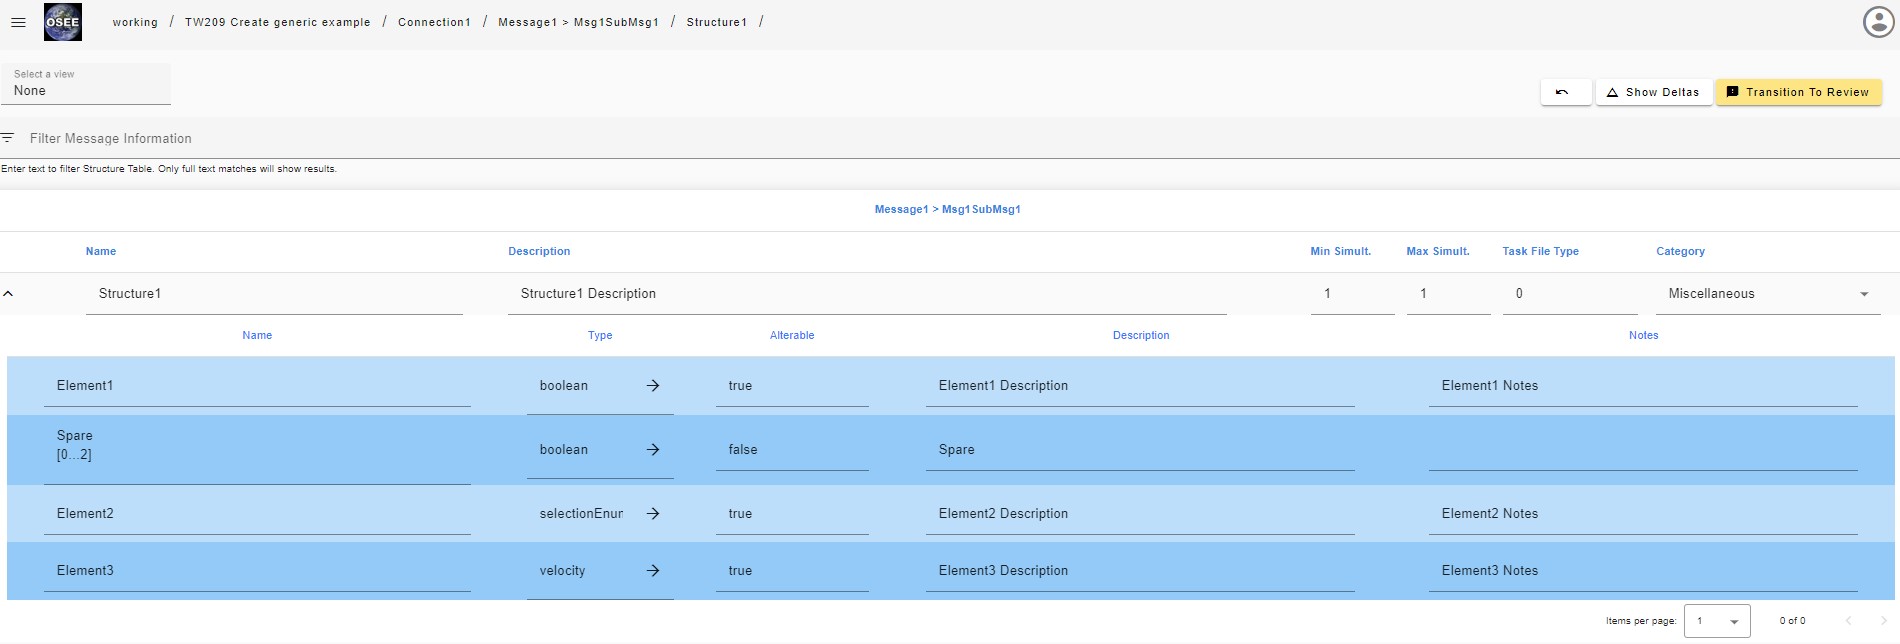 OSEE
working / TW209 Create generic example / Connection1 / Message1 > Msg1SubMsg1 / Structure1 /
Select a view
None
Show Deltas
Transition To Review
Filter Message Information
Enter text to filter Structure Table. Only full text matches will show results.
Message1 > Msg1SubMsg1
Name Description Min Simult. Max Simult. Task File Type Category
Structure1 Structure1 Description 1 1 0 Miscellaneous
Name Type Alterable Description Notes
Element1 boolean true Element1 Description Element1 Notes
Spare
[0...2] boolean false Spare
Element2 selectionEnum true Element2 Description Element2 Notes
Element3 velocity true Element3 Description Element3 Notes
Items per page: 1 0 of 0